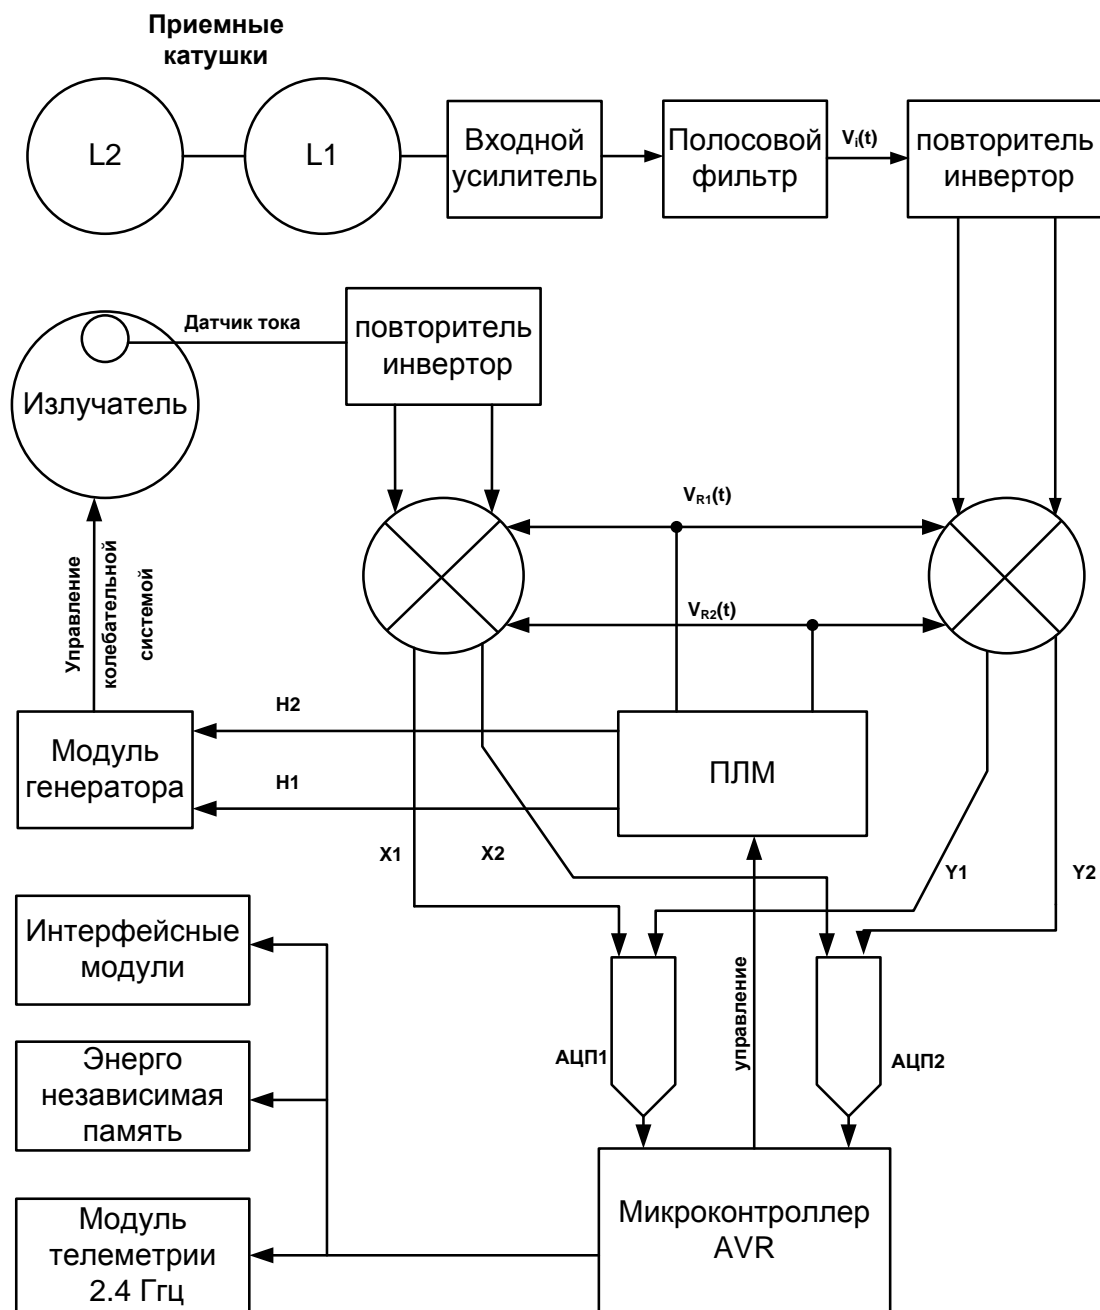 Приемные
катушки
L2
L1
Входной
усилитель
Полосовой
фильтр
Vi(t)
повторитель
инвертор
Датчик тока
повторитель
инвертор
Излучатель
VR1(t)
VR2(t)
Управление
колебательной
системой
H2
H1
Модуль
генератора
ПЛМ
X1
X2
Y1
Y2
Интерфейсные
модули
управление
АЦП1
АЦП2
Энерго
независимая
память
Модуль
телеметрии
2.4 Ггц
Микроконтроллер
AVR